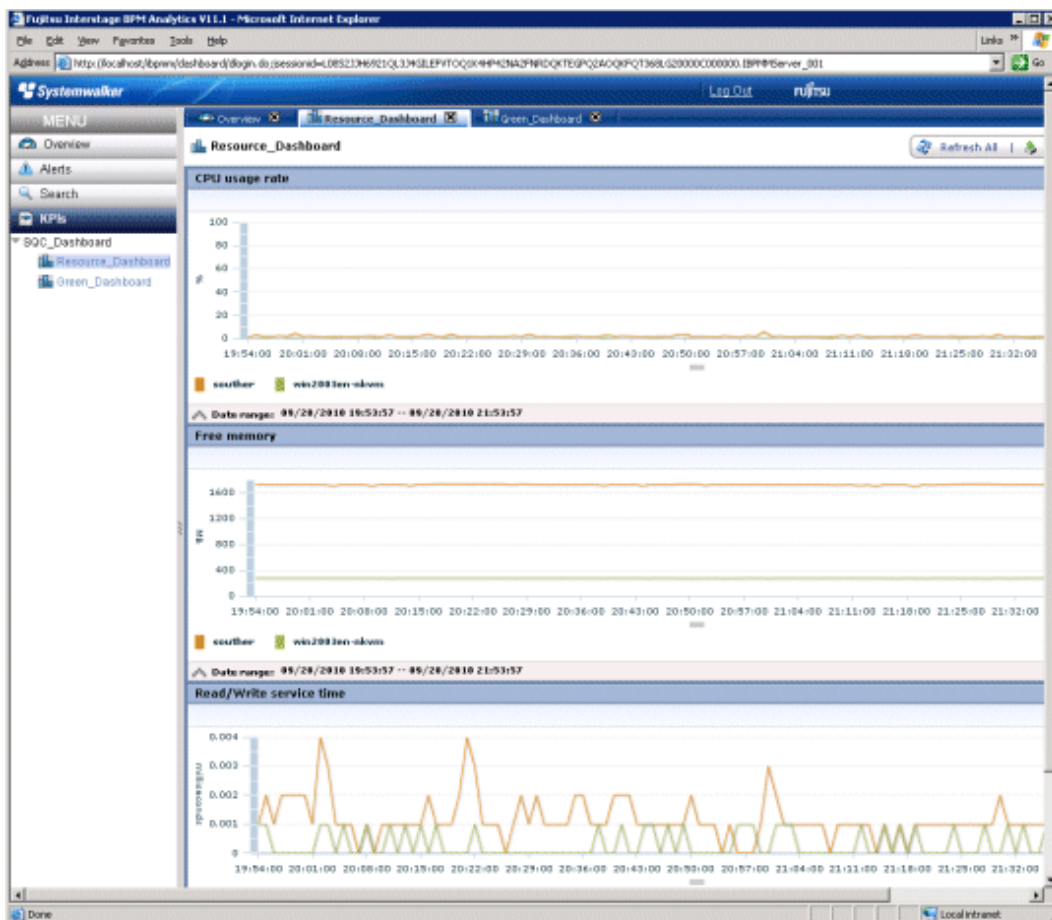 Fujitsu Interstage BPM Analytics V11.1 - Microsoft Internet Explorer
File Edit View Favorites Tools Help Links »
Address Go
Systemwalker Log Out FUJITSU
MENU
Overview
Alerts
Search
KPIs
SQC_Dashboard
Resource_Dashboard
Green_Dashboard
Overview Resource_Dashboard Green_Dashboard
Resource_Dashboard Refresh All |
CPU usage rate
100
80
60
40
20
0
%
19:54:00 20:01:00 20:08:00 20:15:00 20:22:00 20:29:00 20:36:00 20:43:00 20:50:00 20:57:00 21:04:00 21:11:00 21:18:00 21:25:00 21:32:00
souther win2003en-nkvm
Date range: 09/20/2010 19:53:57 -- 09/20/2010 21:53:57
Free memory
1600
1200
800
400
0
19:54:00 20:01:00 20:08:00 20:15:00 20:22:00 20:29:00 20:36:00 20:43:00 20:50:00 20:57:00 21:04:00 21:11:00 21:18:00 21:25:00 21:32:00
souther win2003en-nkvm
Date range: 09/20/2010 19:53:57 -- 09/20/2010 21:53:57
Read/Write service time
0.004
0.003
0.002
0.001
0
milliseconds
19:54:00 20:01:00 20:08:00 20:15:00 20:22:00 20:29:00 20:36:00 20:43:00 20:50:00 20:57:00 21:04:00 21:11:00 21:18:00 21:25:00 21:32:00
Done Local intranet